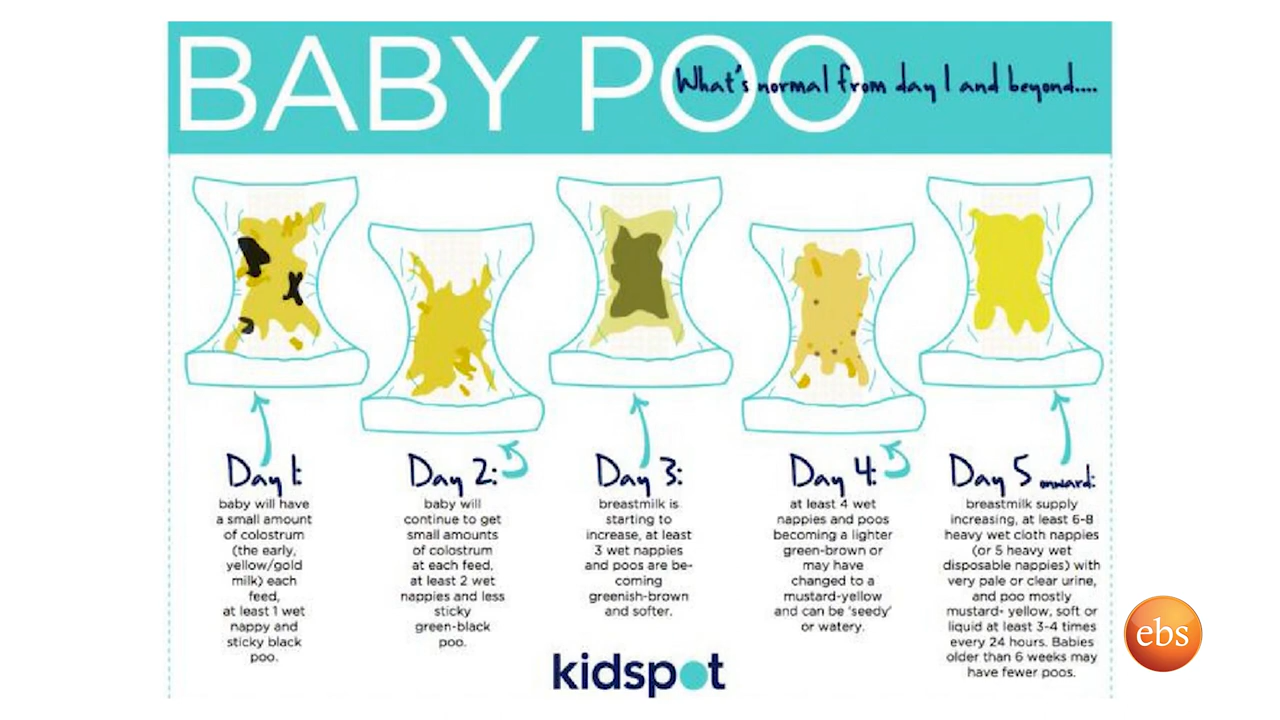 BABY POO
What's normal from day 1 and beyond....
Day 1:
baby will have
a small amount
of colostrum
(the early,
yellow/gold
milk) each
feed,
at least 1 wet
nappy and
sticky black
poo.
Day 2:
baby will
continue to get
small amounts
of colostrum
at each feed,
at least 2 wet
nappies and less
sticky
green-black
poo.
Day 3:
breastmilk is
starting to
increase, at least
3 wet nappies
and poos are be-
coming
greenish-brown
and softer.
Day 4:
at least 4 wet
nappies and poos
becoming a lighter
green-brown or
may have
changed to a
mustard-yellow
and can be 'seedy'
or watery.
Day 5 onward:
breastmilk supply
increasing, at least 6-8
heavy wet cloth nappies
(or 5 heavy wet
disposable nappies) with
very pale or clear urine,
and poo mostly
mustard- yellow, soft or
liquid at least 3-4 times
every 24 hours. Babies
older than 6 weeks may
have fewer poos.
kidspot
ebs